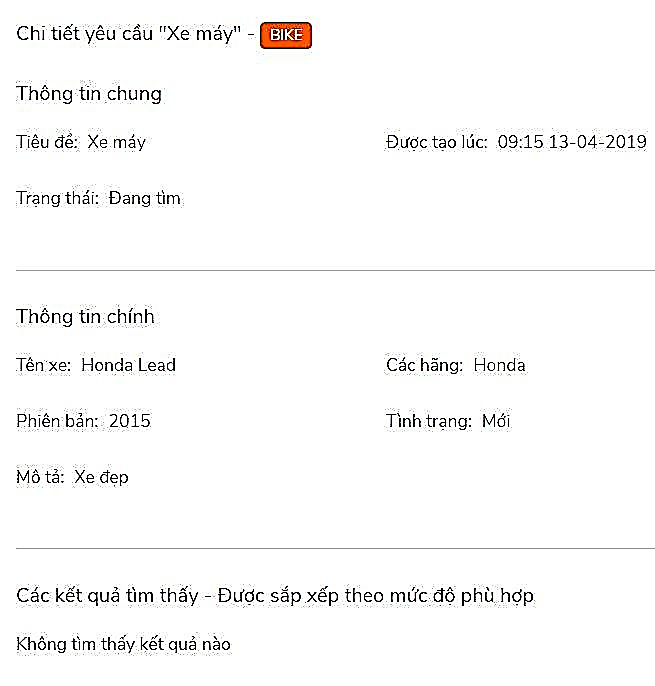 Chi tiết yêu cầu "Xe máy" - BIKE
Thông tin chung
Tiêu đề: Xe máy Được tạo lúc: 09:15 13-04-2019
Trạng thái: Đang tìm
Thông tin chính
Tên xe: Honda Lead Các hãng: Honda
Phiên bản: 2015 Tình trạng: Mới
Mô tả: Xe đẹp
Các kết quả tìm thấy - Được sắp xếp theo mức độ phù hợp
Không tìm thấy kết quả nào